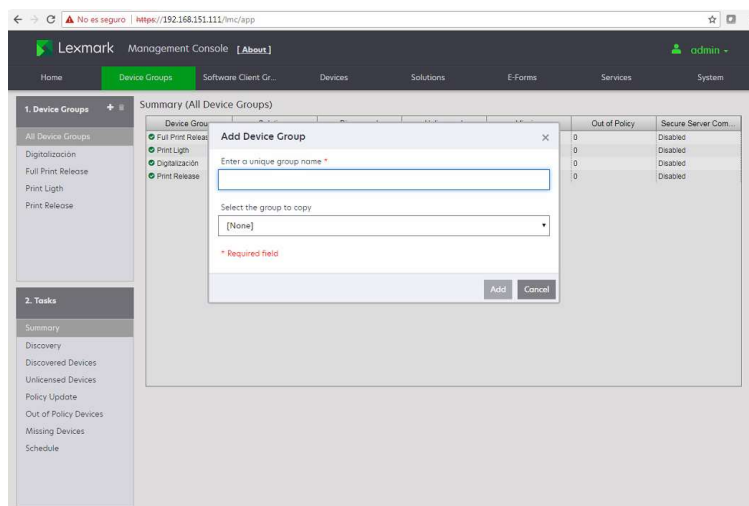 No es seguro | https://192.168.151.111/lmc/app
Lexmark Management Console [About] admin
Home Device Groups Software Client Gr... Devices Solutions E-Forms Services System
1. Device Groups
All Device Groups
Digitalización
Full Print Release
Print Ligth
Print Release
2. Tasks
Summary
Discovery
Discovered Devices
Unlicensed Devices
Policy Update
Out of Policy Devices
Missing Devices
Schedule
Summary (All Device Groups)
Device Grou Out of Policy Secure Server Com...
Full Print Releas 0 Disabled
Print Ligth 0 Disabled
Digitalización 0 Disabled
Print Release 0 Disabled
Add Device Group ×
Enter a unique group name *
Select the group to copy
[None]
* Required field
Add Cancel